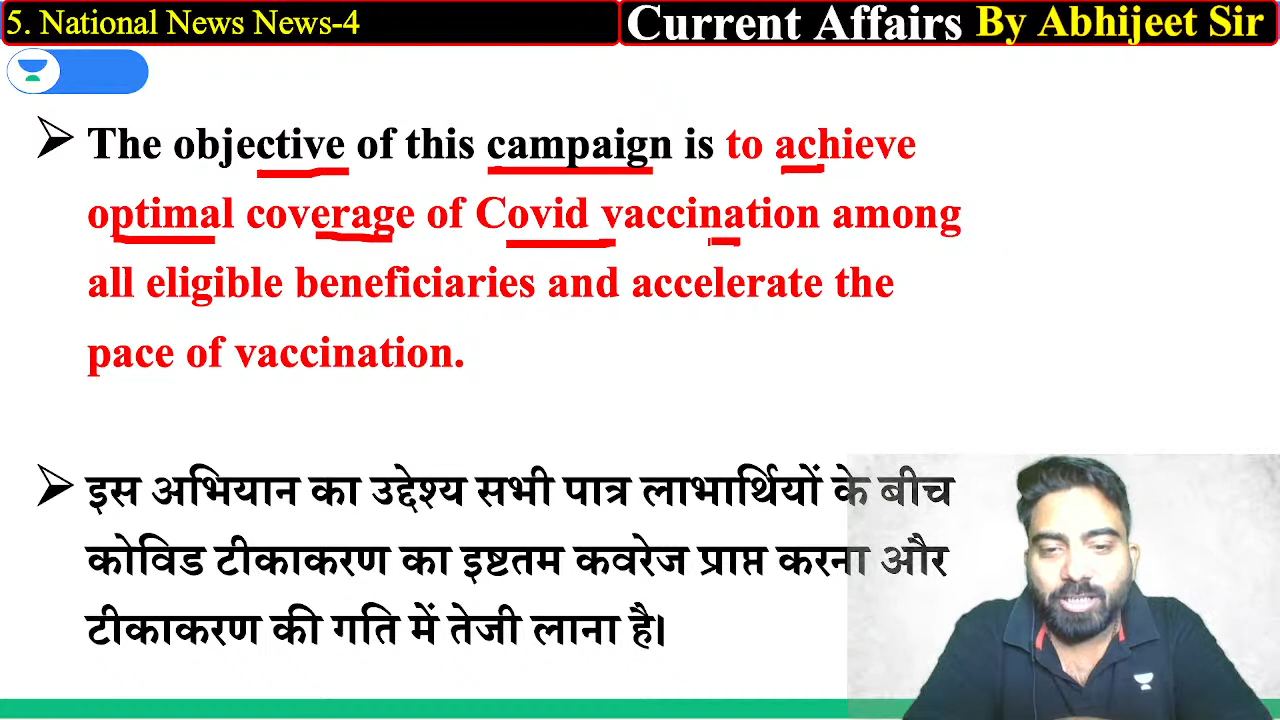 5. National News News-4
Current Affairs By Abhijeet Sir
The objective of this campaign is to achieve
optimal coverage of Covid vaccination among
all eligible beneficiaries and accelerate the
pace of vaccination.
इस अभियान का उद्देश्य सभी पात्र लाभार्थियों के बीच
कोविड टीकाकरण का इष्टतम कवरेज प्राप्त करना और
टीकाकरण की गति में तेजी लाना है।